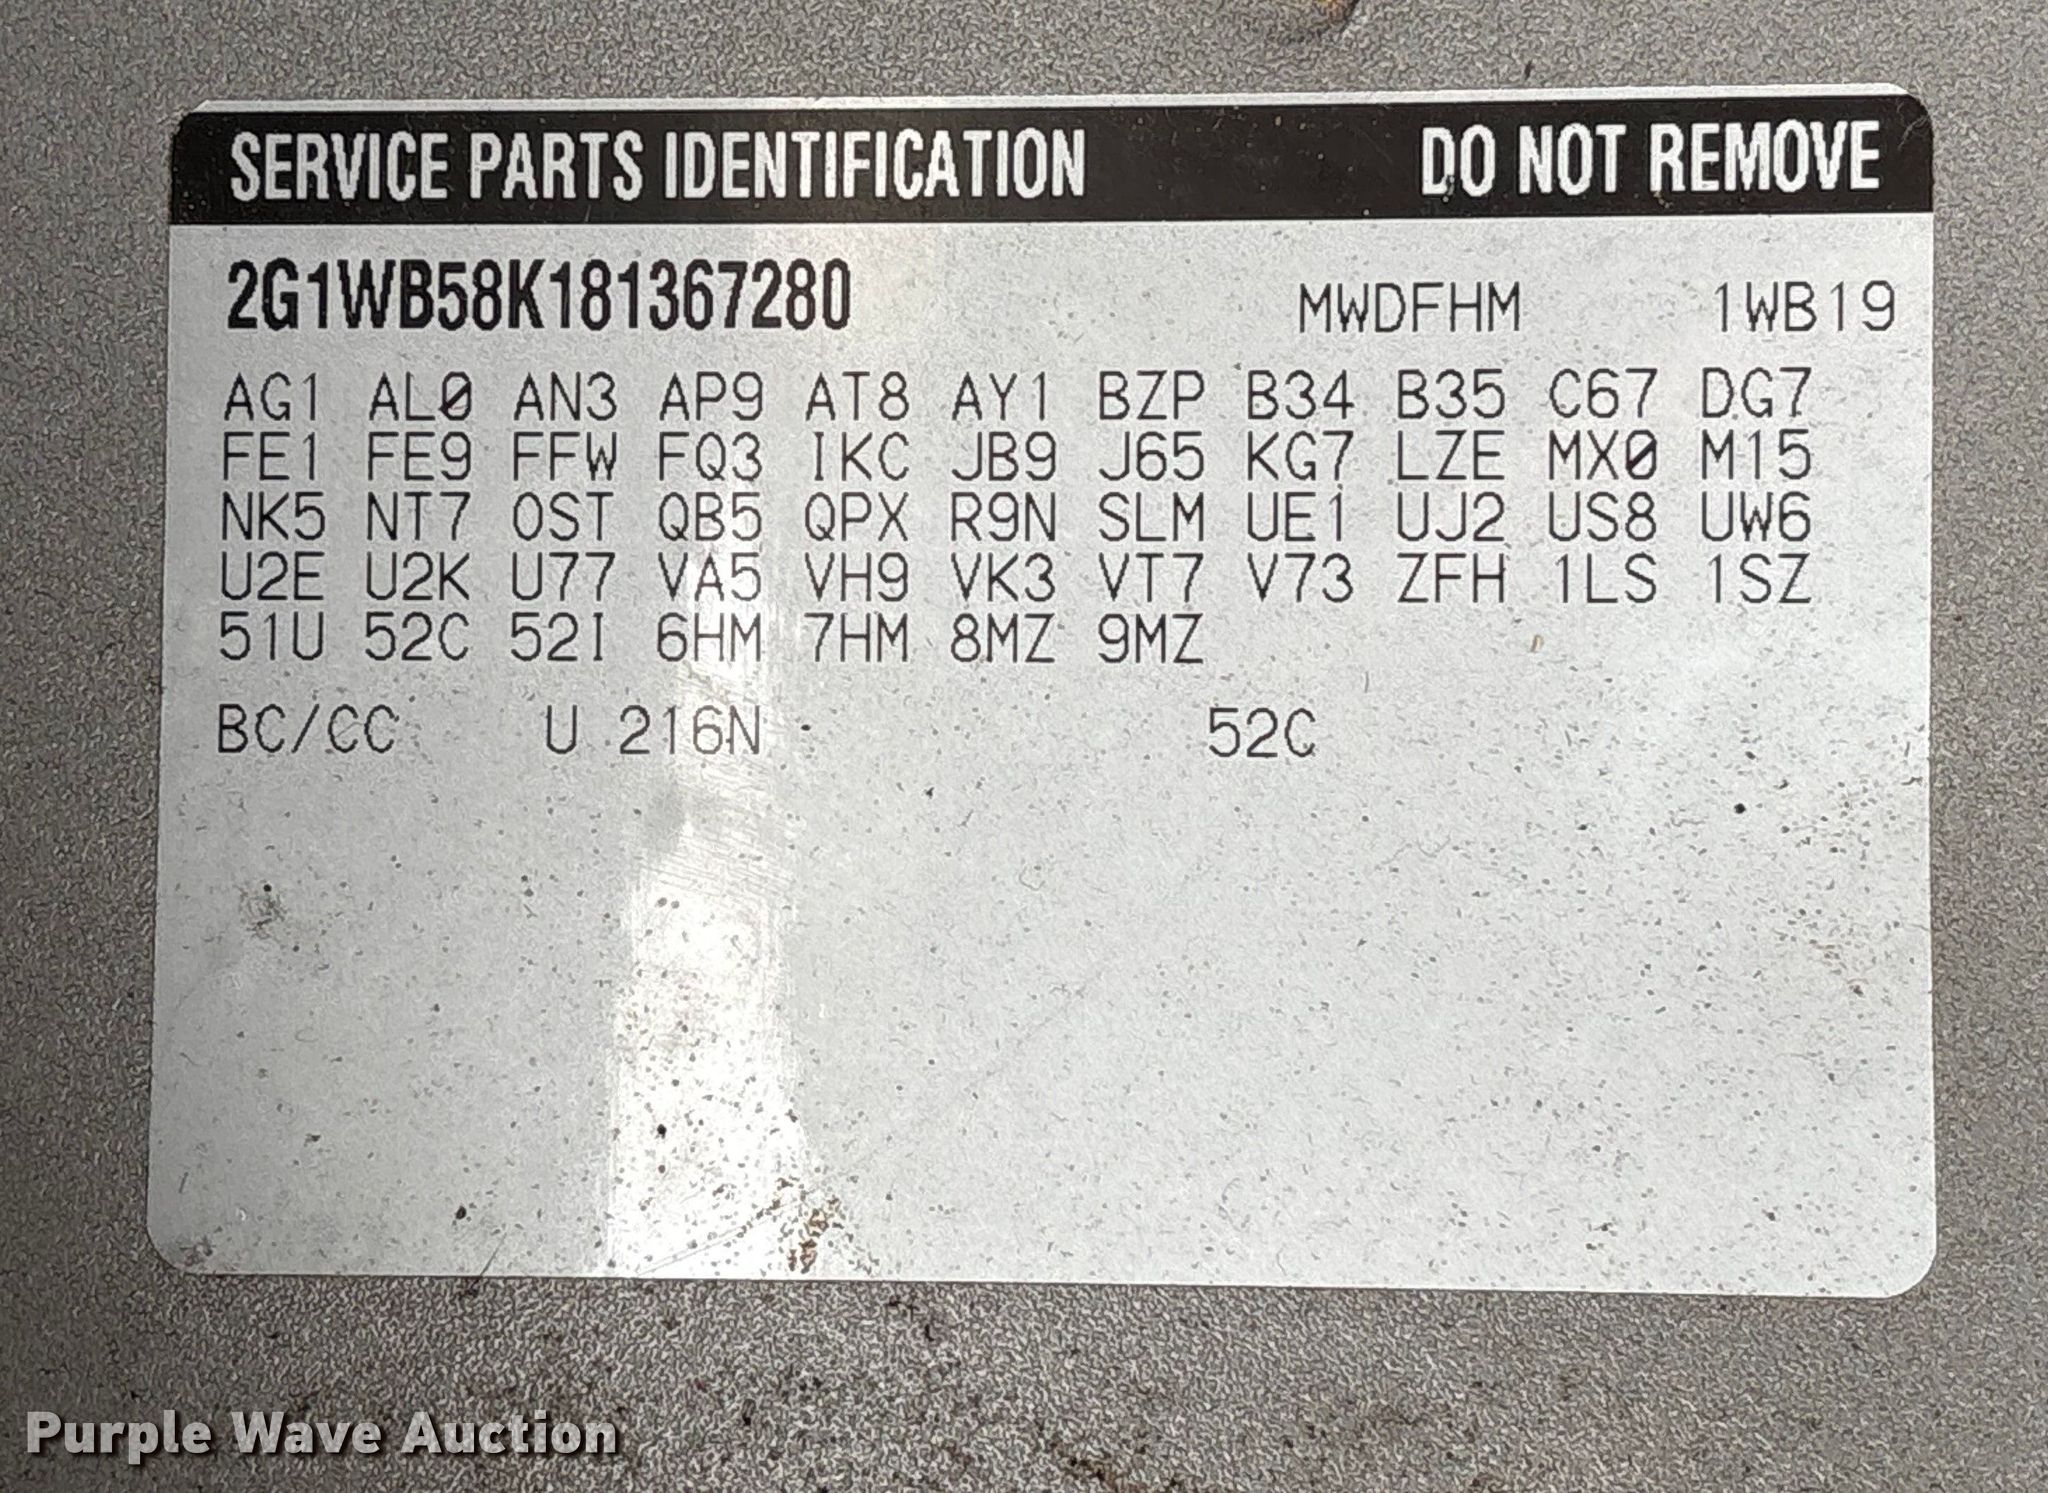 SERVICE PARTS IDENTIFICATION DO NOT REMOVE
2G1WB58K181367280 MWDFHM 1WB19
AG1 AL0 AN3 AP9 AT8 AY1 BZP B34 B35 C67 DG7
FE1 FE9 FFW FQ3 IKC JB9 J65 KG7 LZE MX0 M15
NK5 NT7 OST QB5 QPX R9N SLM UE1 UJ2 US8 UW6
U2E U2K U77 VA5 VH9 VK3 VT7 V73 ZFH 1LS 1SZ
51U 52C 52I 6HM 7HM 8MZ 9MZ
BC/CC U 216N 52C
Purple Wave Auction